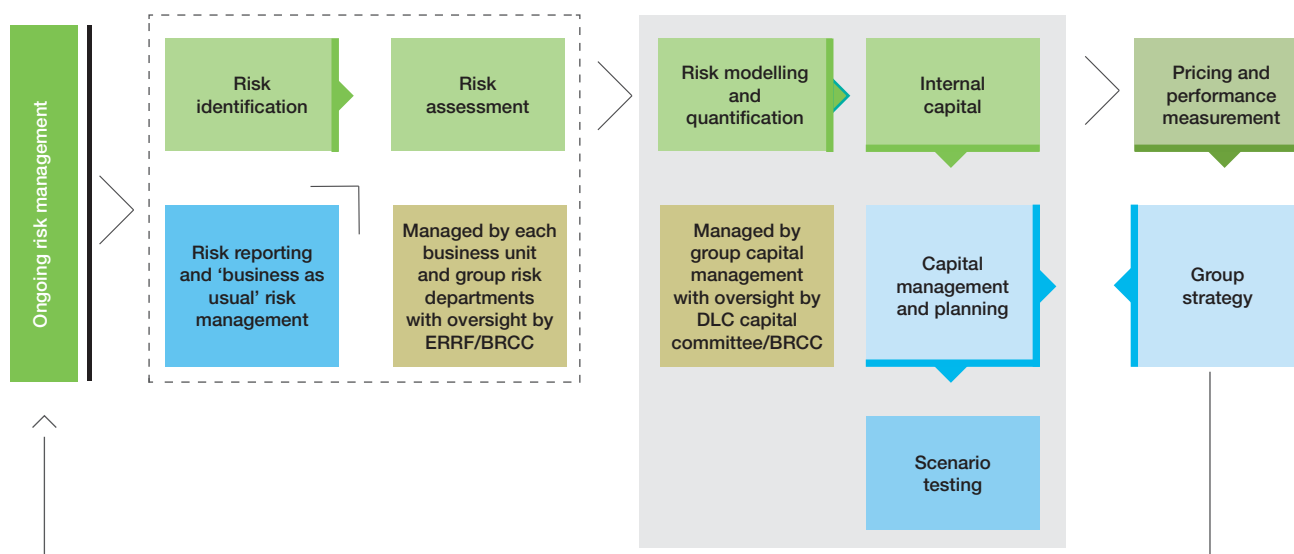 Ongoing risk management
Risk
identification
Risk
assessment
Risk modelling
and
quantification
Internal
capital
Pricing and
performance
measurement
Risk reporting
and ‘business as
usual’ risk
management
Managed by each
business unit
and group risk
departments
with oversight by
ERRF/BRCC
Managed by
group capital
management
with oversight by
DLC capital
committee/BRCC
Capital
management
and planning
Group
strategy
Scenario
testing